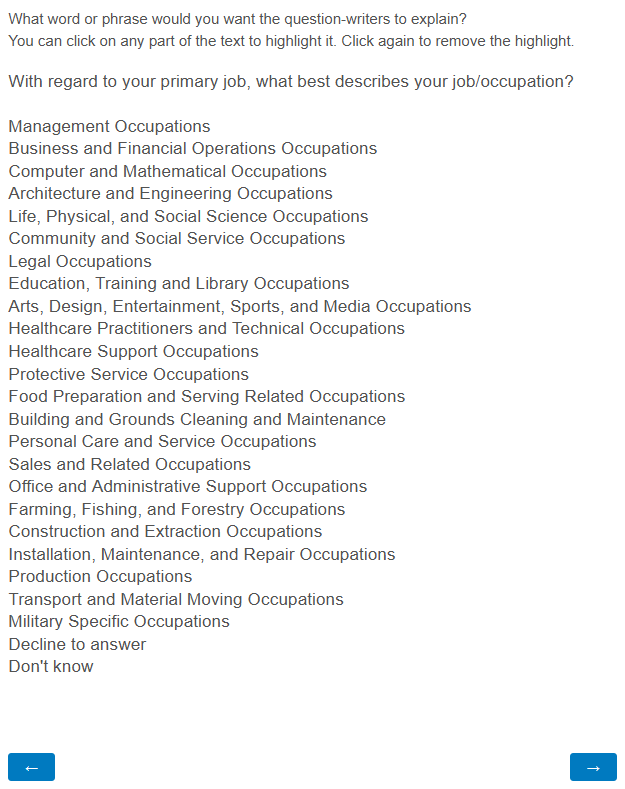 What word or phrase would you want the question-writers to explain?
You can click on any part of the text to highlight it. Click again to remove the highlight.
With regard to your primary job, what best describes your job/occupation?
Management Occupations
Business and Financial Operations Occupations
Computer and Mathematical Occupations
Architecture and Engineering Occupations
Life, Physical, and Social Science Occupations
Community and Social Service Occupations
Legal Occupations
Education, Training and Library Occupations
Arts, Design, Entertainment, Sports, and Media Occupations
Healthcare Practitioners and Technical Occupations
Healthcare Support Occupations
Protective Service Occupations
Food Preparation and Serving Related Occupations
Building and Grounds Cleaning and Maintenance
Personal Care and Service Occupations
Sales and Related Occupations
Office and Administrative Support Occupations
Farming, Fishing, and Forestry Occupations
Construction and Extraction Occupations
Installation, Maintenance, and Repair Occupations
Production Occupations
Transport and Material Moving Occupations
Military Specific Occupations
Decline to answer
Don't know
← →